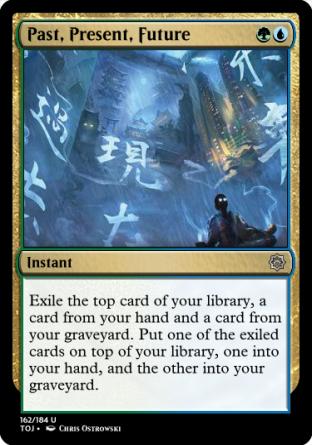 Past, Present, Future
過
現
Instant
Exile the top card of your library, a
card from your hand and a card from
your graveyard. Put one of the exiled
cards on top of your library, one into
your hand, and the other into your
graveyard.
162/184 U
TOJ • Chris Ostrowski